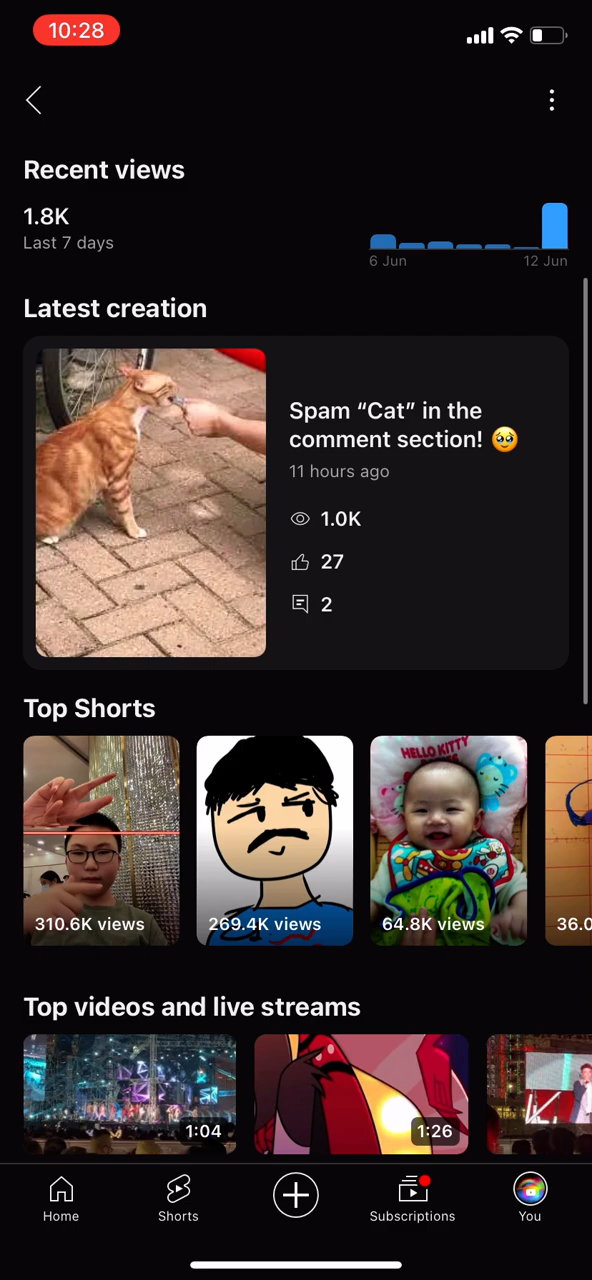 10:28
Recent views
1.8K
Last 7 days
6 Jun
12 Jun
Latest creation
Spam “Cat” in the
comment section! 🥹
11 hours ago
1.0K
27
2
Top Shorts
HELLO KITTY
310.6K views
269.4K views
64.8K views
36.0
Top videos and live streams
1:04
1:26
Home
Shorts
Subscriptions
You